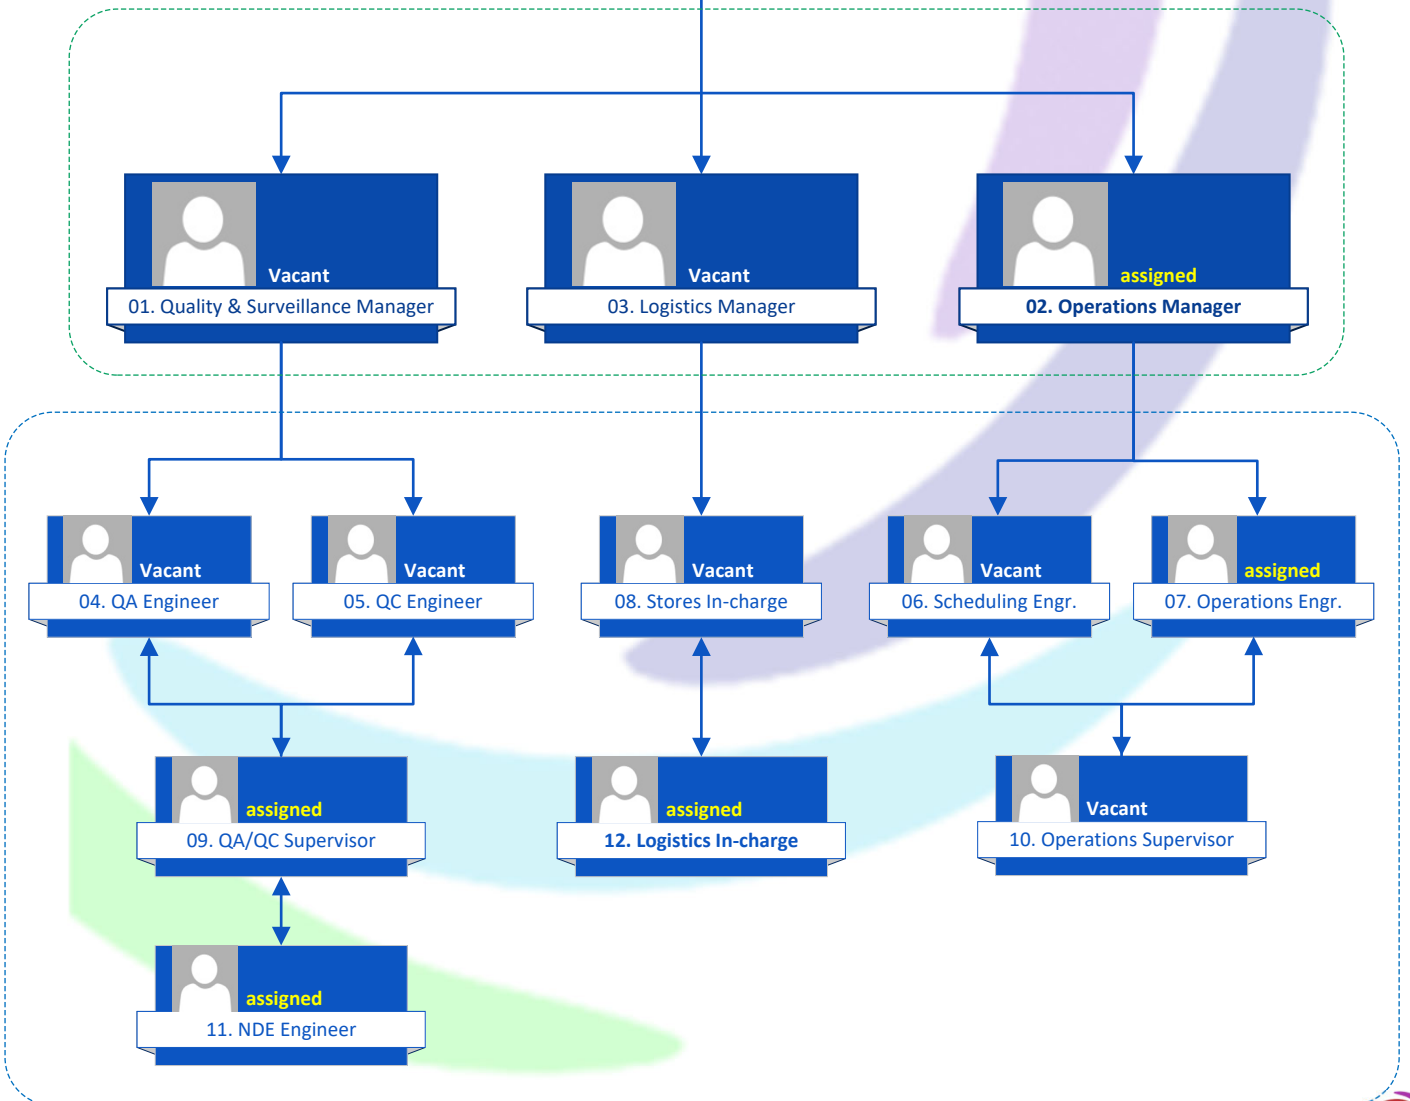 Vacant
01. Quality & Surveillance Manager
Vacant
03. Logistics Manager
assigned
02. Operations Manager
Vacant
04. QA Engineer
Vacant
05. QC Engineer
Vacant
08. Stores In-charge
Vacant
06. Scheduling Engr.
assigned
07. Operations Engr.
assigned
09. QA/QC Supervisor
assigned
12. Logistics In-charge
Vacant
10. Operations Supervisor
assigned
11. NDE Engineer